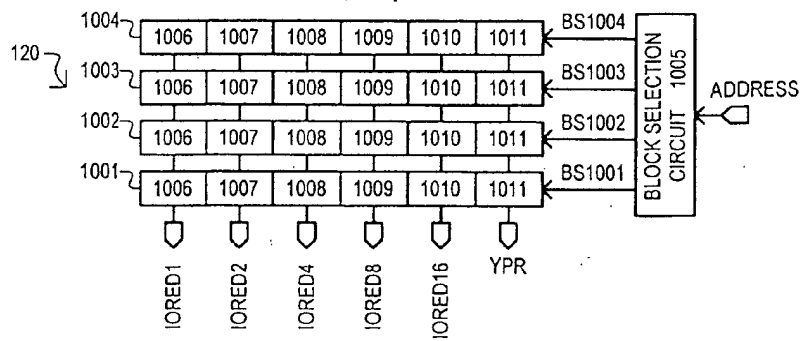 1004 1006 1007 1008 1009 1010 1011 BS1004
120
1003 1006 1007 1008 1009 1010 1011 BS1003
1002 1006 1007 1008 1009 1010 1011 BS1002
1001 1006 1007 1008 1009 1010 1011 BS1001
BLOCK SELECTION
CIRCUIT 1005
ADDRESS
IORED1
IORED2
IORED4
IORED8
IORED16
YPR